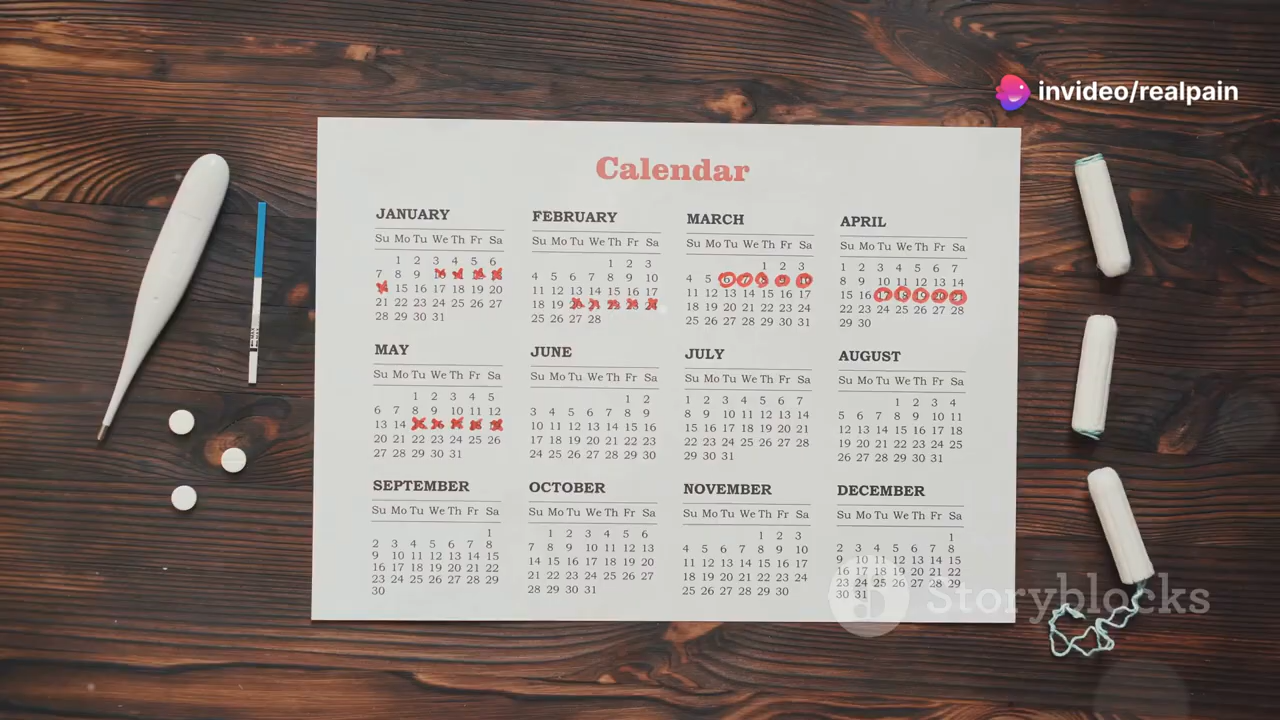 invideo/realpain
Calendar
JANUARY
Su Mo Tu We Th Fr Sa
1 2 3 4 5 6
7 8 9
15 16 17 18 19 20
21 22 23 24 25 26 27
28 29 30 31
FEBRUARY
Su Mo Tu We Th Fr Sa
1 2 3
4 5 6 7 8 9 10
11 12 13 14 15 16 17
18 19
25 26 27 28
MARCH
Su Mo Tu We Th Fr Sa
1 2 3
4 5 6 7 8 9 10
11 12 13 14 15 16 17
18 19 20 21 22 23 24
25 26 27 28 29 30 31
APRIL
Su Mo Tu We Th Fr Sa
1 2 3 4 5 6 7
8 9 10 11 12 13 14
15 16 17 18 19 20 21
22 23 24 25 26 27 28
29 30
MAY
Su Mo Tu We Th Fr Sa
1 2 3 4 5
6 7 8 9 10 11 12
13 14
20 21 22 23 24 25 26
27 28 29 30 31
JUNE
Su Mo Tu We Th Fr Sa
1 2
3 4 5 6 7 8 9
10 11 12 13 14 15 16
17 18 19 20 21 22 23
24 25 26 27 28 29 30
JULY
Su Mo Tu We Th Fr Sa
1 2 3 4 5 6 7
8 9 10 11 12 13 14
15 16 17 18 19 20 21
22 23 24 25 26 27 28
29 30 31
AUGUST
Su Mo Tu We Th Fr Sa
1 2 3 4
5 6 7 8 9 10 11
12 13 14 15 16 17 18
19 20 21 22 23 24 25
26 27 28 29 30 31
SEPTEMBER
Su Mo Tu We Th Fr Sa
1
2 3 4 5 6 7 8
9 10 11 12 13 14 15
16 17 18 19 20 21 22
23 24 25 26 27 28 29
30
OCTOBER
Su Mo Tu We Th Fr Sa
1 2 3 4 5 6
7 8 9 10 11 12 13
14 15 16 17 18 19 20
21 22 23 24 25 26 27
28 29 30 31
NOVEMBER
Su Mo Tu We Th Fr Sa
1 2 3
4 5 6 7 8 9 10
11 12 13 14 15 16 17
18 19 20 21 22 23 24
25 26 27 28 29 30
DECEMBER
Su Mo Tu We Th Fr Sa
1
2 3 4 5 6 7 8
9 10 11 12 13 14 15
16 17 18 19 20 21 22
23 24 25 26 27 28 29
30 31
Storyblocks